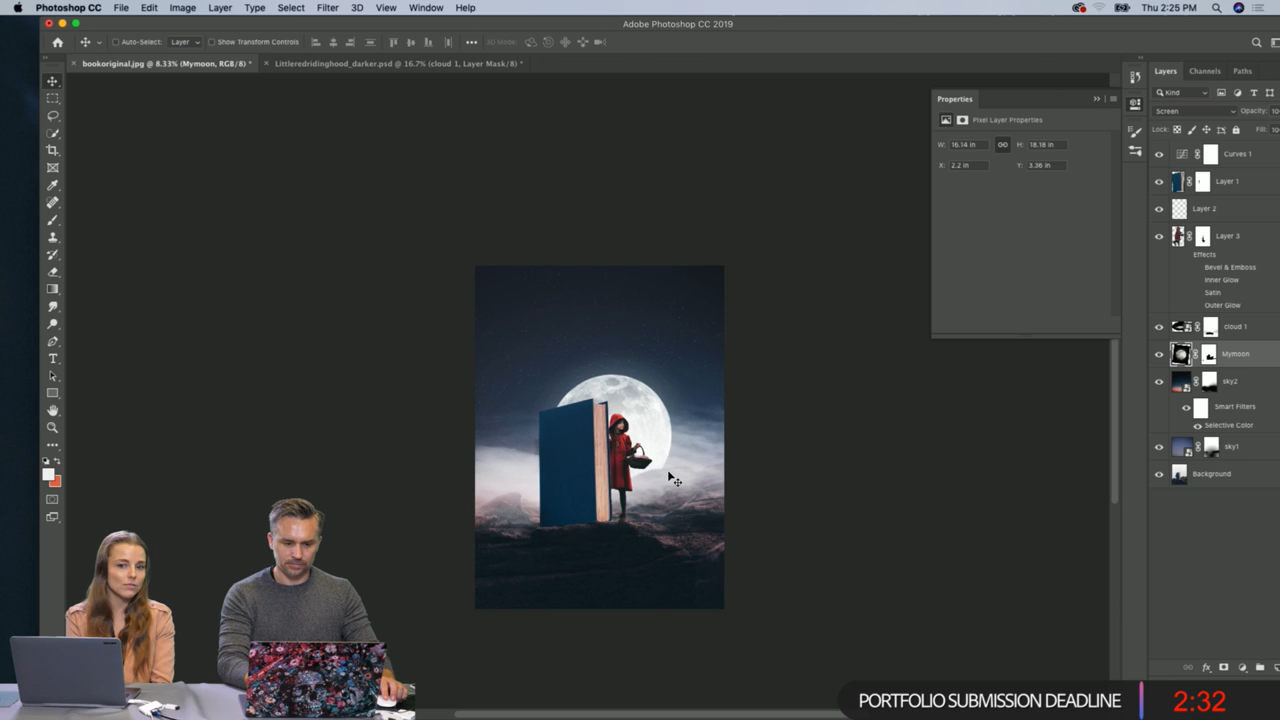 Photoshop CC File Edit Image Layer Type Select Filter 3D View Window Help Thu 2:25 PM
Adobe Photoshop CC 2019
Auto-Select: Layer Show Transform Controls 3D Mode:
bookoriginal.jpg @ 8.33% (Mymoon, RGB/8) * Littleredridinghood_darker.psd @ 16.7% (cloud 1, Layer Mask/8) *
Layers Channels Paths
Kind
Properties
Screen Opacity: 10
Pixel Layer Properties
Lock: Fill: 10
W: 16.14 in H: 18.18 in
Curves 1
X: 2.2 in Y: 3.36 in
Layer 1
Layer 2
Layer 3
Effects
Bevel & Emboss
Inner Glow
Satin
Outer Glow
cloud 1
Mymoon
sky2
Smart Filters
Selective Color
sky1
Background
PORTFOLIO SUBMISSION DEADLINE 2:32